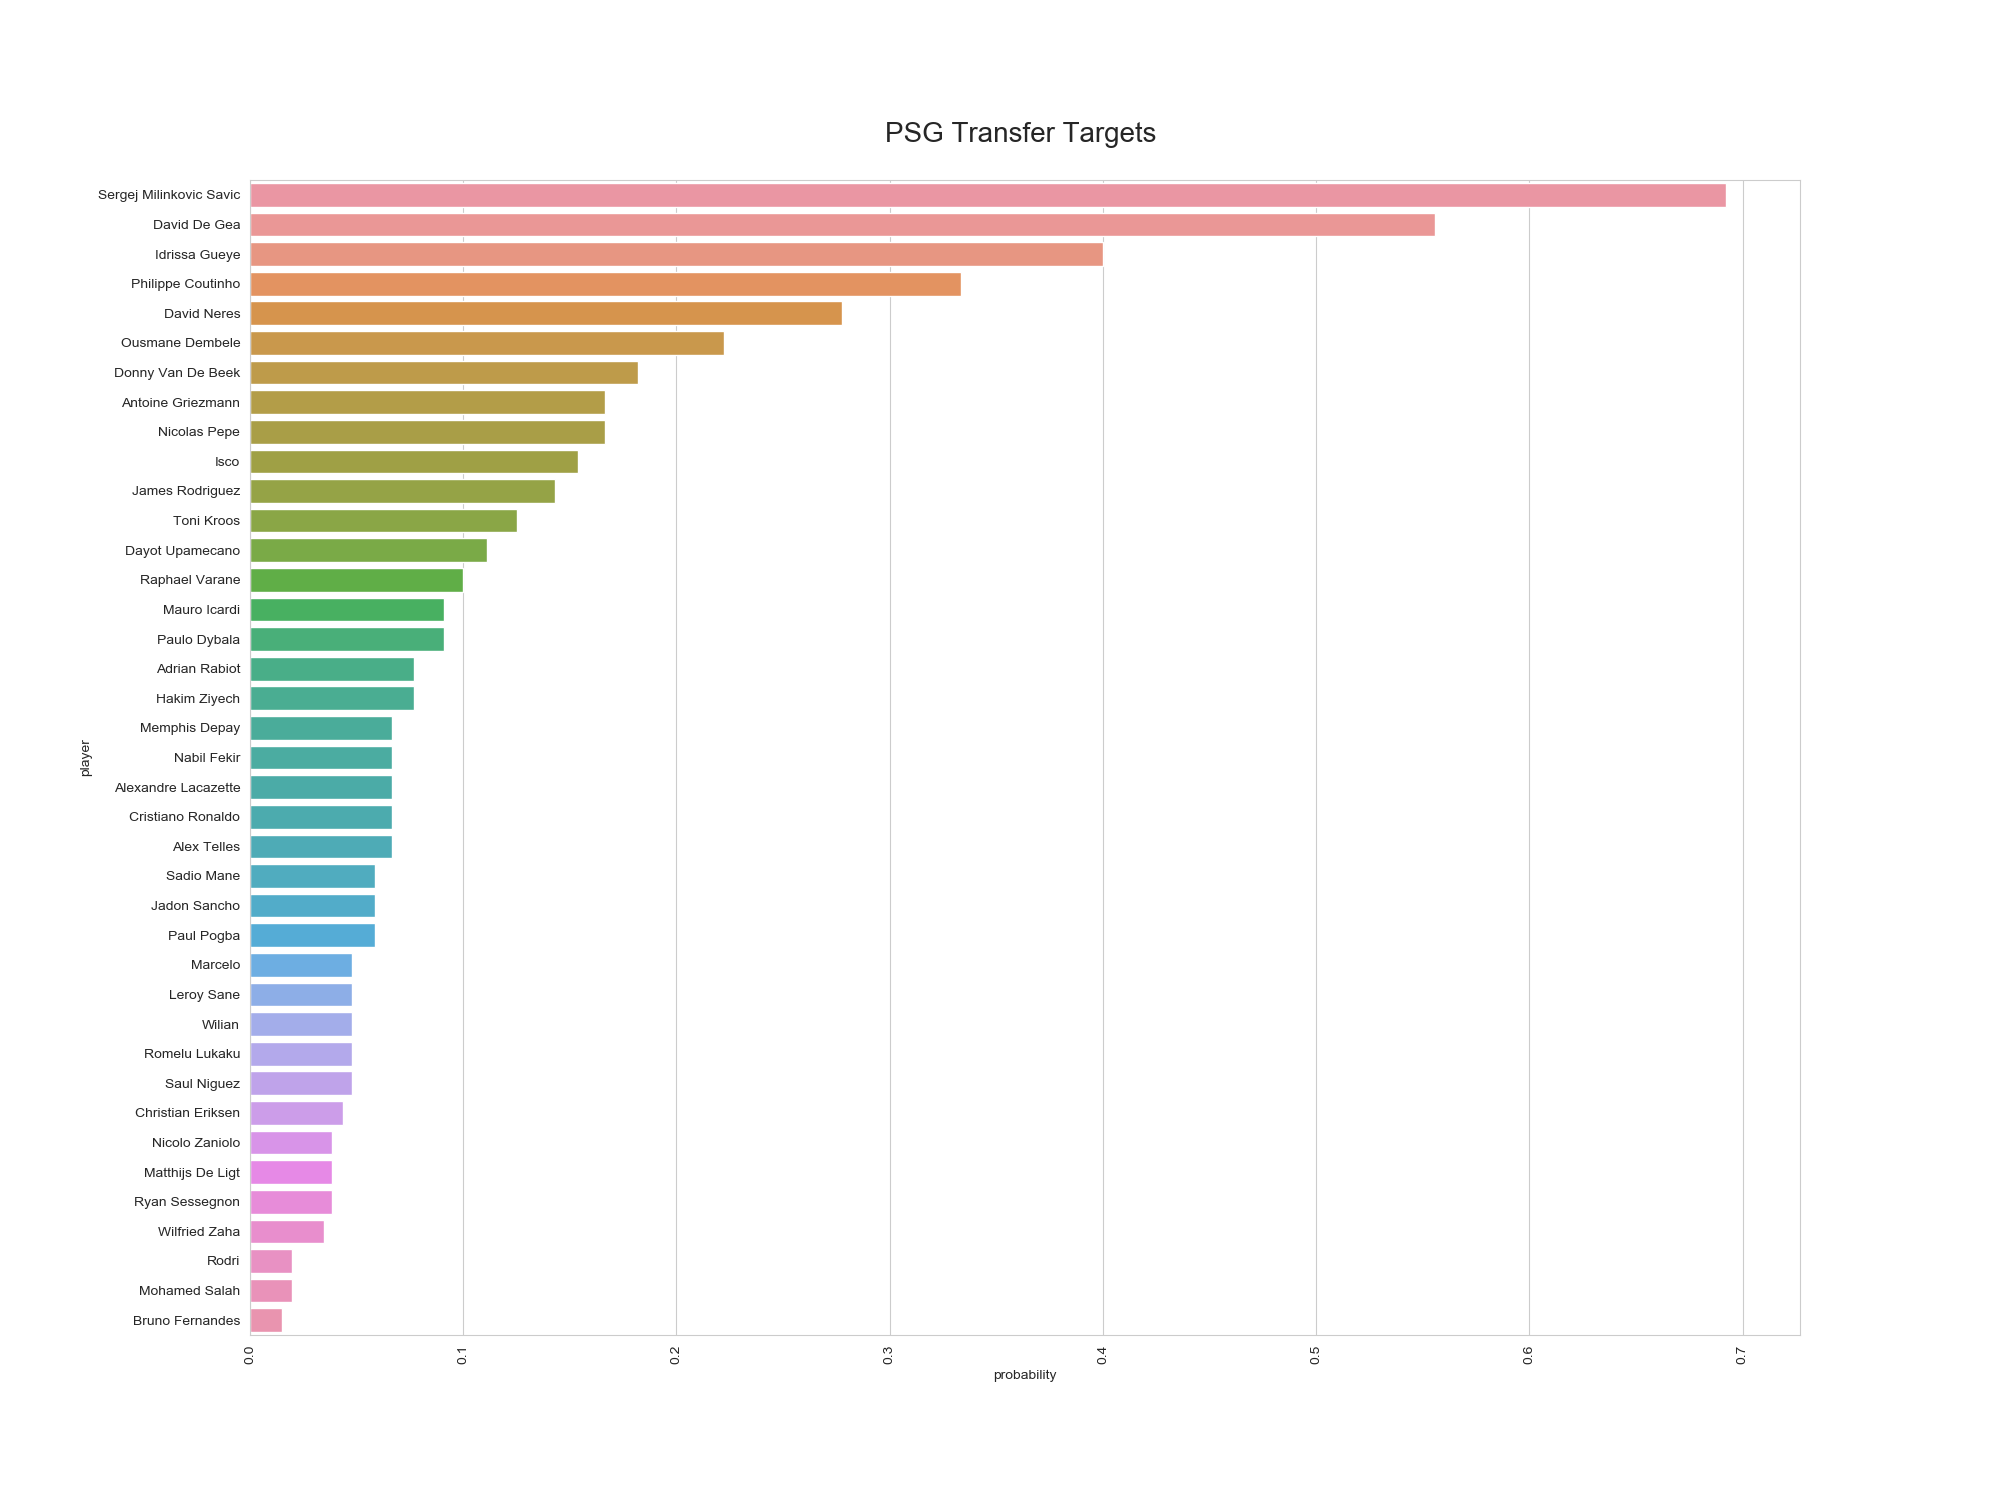 PSG Transfer Targets
Sergej Milinkovic Savic
David De Gea
Idrissa Gueye
Philippe Coutinho
David Neres
Ousmane Dembele
Donny Van De Beek
Antoine Griezmann
Nicolas Pepe
Isco
James Rodriguez
Toni Kroos
Dayot Upamecano
Raphael Varane
Mauro Icardi
Paulo Dybala
Adrian Rabiot
Hakim Ziyech
Memphis Depay
Nabil Fekir
Alexandre Lacazette
Cristiano Ronaldo
Alex Telles
Sadio Mane
Jadon Sancho
Paul Pogba
Marcelo
Leroy Sane
Wilian
Romelu Lukaku
Saul Niguez
Christian Eriksen
Nicolo Zaniolo
Matthijs De Ligt
Ryan Sessegnon
Wilfried Zaha
Rodri
Mohamed Salah
Bruno Fernandes
player
0.0 0.1 0.2 0.3 0.4 0.5 0.6 0.7
probability